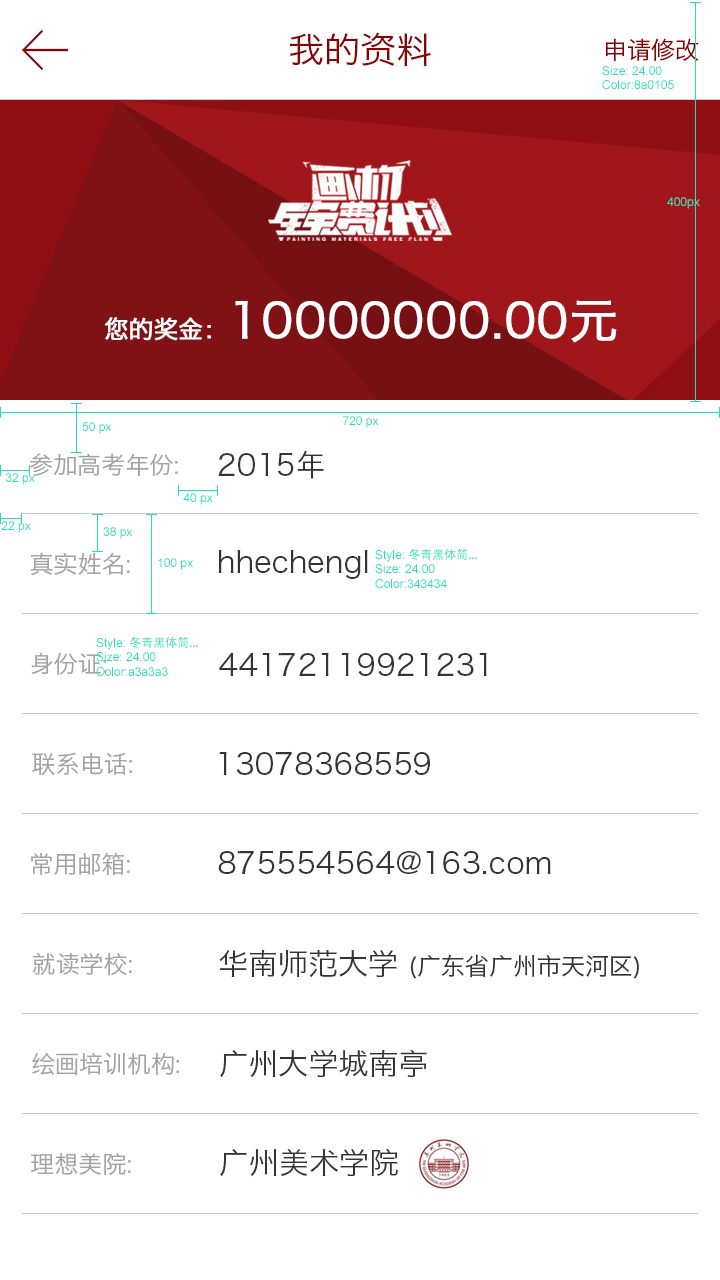 我的资料
申请修改
Size: 24.00
Color:8a0105
400px
画材
全免费计划
PAINTING MATERIALS FREE PLAN
您的奖金: 10000000.00元
720 px
50 px
参加高考年份: 2015年
32 px
40 px
22 px
38 px
真实姓名: hhechengl
100 px
Style: 冬青黑体简...
Size: 24.00
Color:343434
Style: 冬青黑体简...
身份证 44172119921231
Size: 24.00
Color:a3a3a3
联系电话: 13078368559
常用邮箱: 875554564@163.com
就读学校: 华南师范大学 (广东省广州市天河区)
绘画培训机构: 广州大学城南亭
理想美院: 广州美术学院